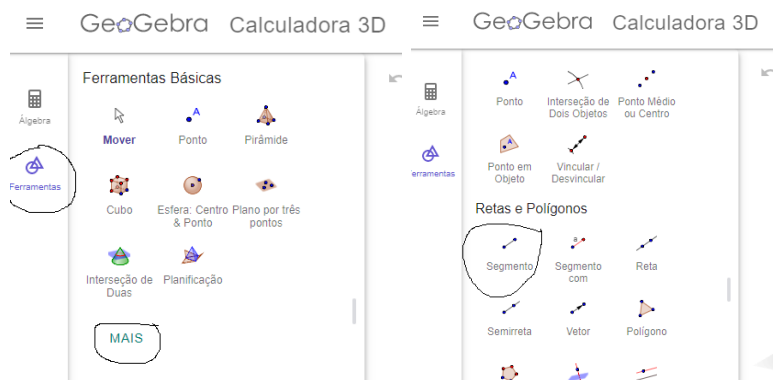 GeoGebra Calculadora 3D
Álgebra
Ferramentas
Ferramentas Básicas
Mover
Ponto
Pirâmide
Cubo
Esfera: Centro
& Ponto
Plano por três
pontos
Interseção de
Duas
Planificação
MAIS
GeoGebra Calculadora 3D
Álgebra
erramentas
A
Ponto
Interseção de
Dois Objetos
Ponto Médio
ou Centro
Ponto em
Objeto
Vincular /
Desvincular
Retas e Polígonos
Segmento
Segmento
com
Reta
Semirreta
Vetor
Polígono